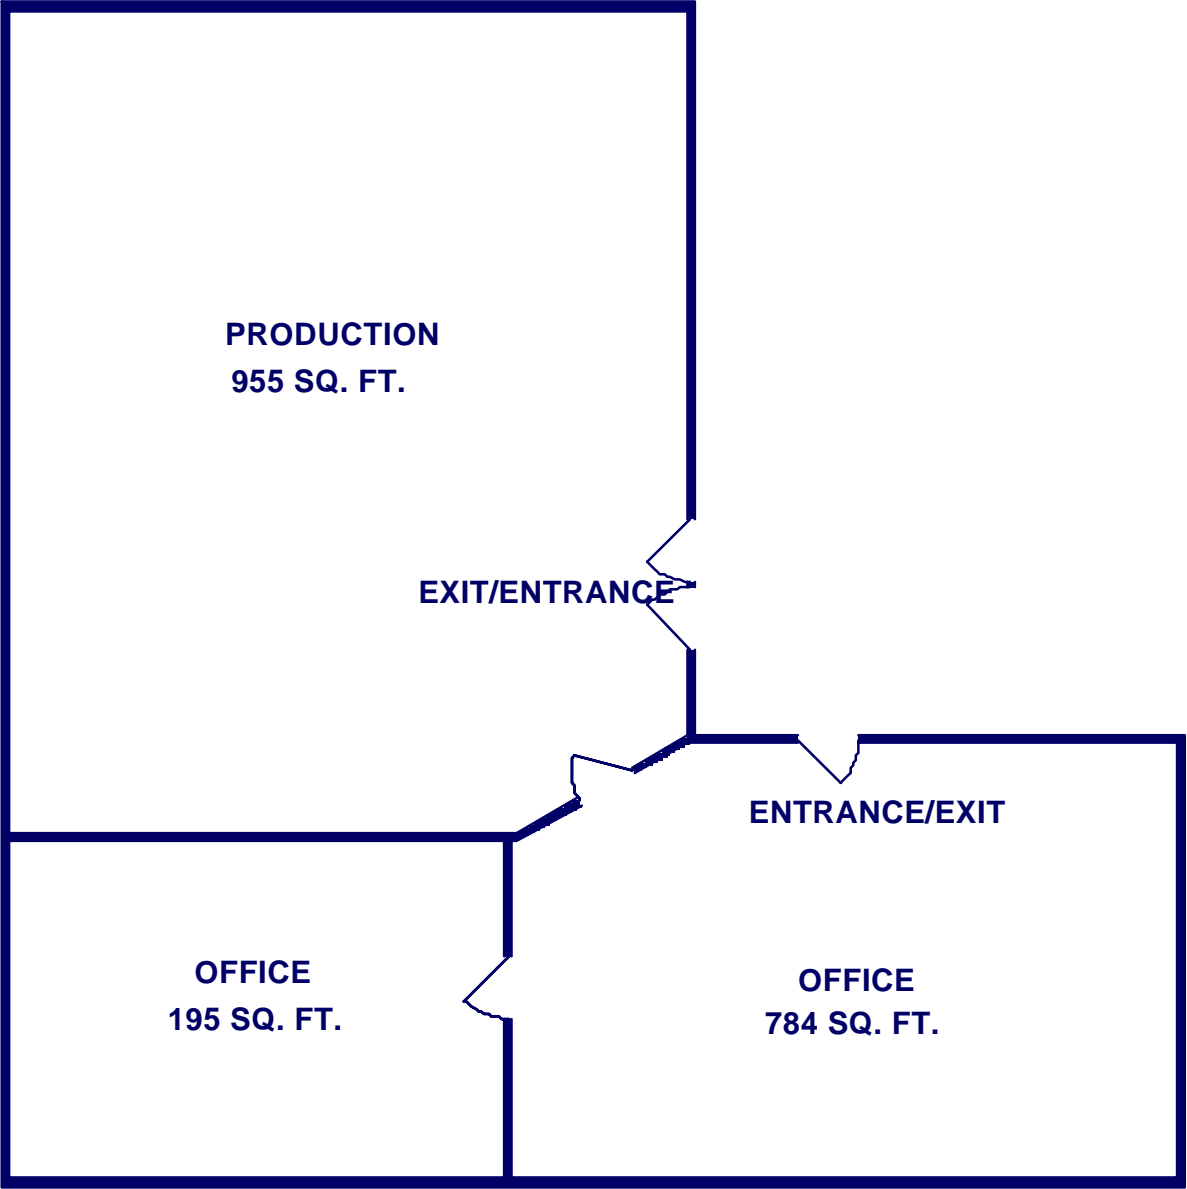 PRODUCTION
955 SQ. FT.
EXIT/ENTRANCE
ENTRANCE/EXIT
OFFICE
195 SQ. FT.
OFFICE
784 SQ. FT.